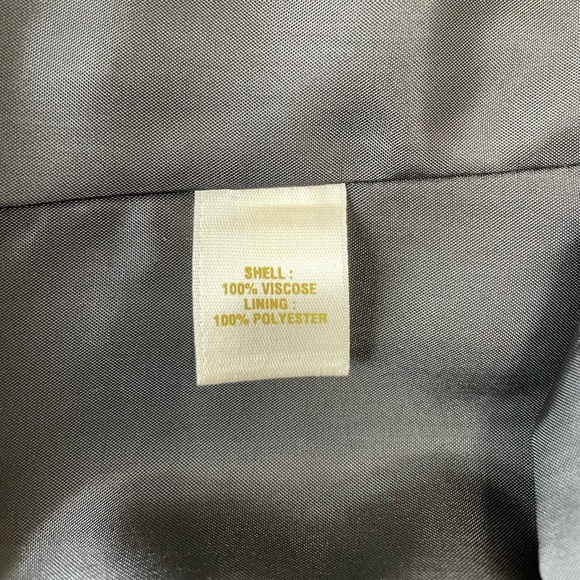 SHELL :
100% VISCOSE
LINING :
100% POLYESTER